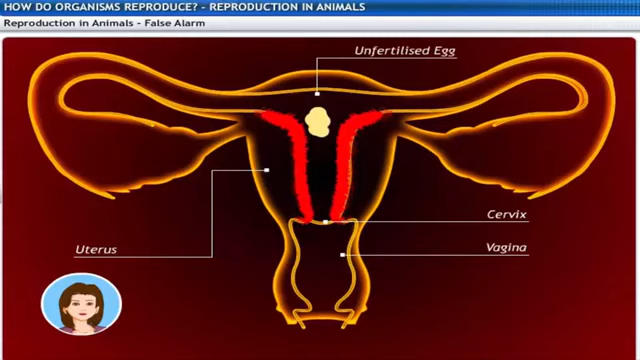 HOW DO ORGANISMS REPRODUCE? - REPRODUCTION IN ANIMALS
Reproduction in Animals - False Alarm
Unfertilised Egg
Cervix
Uterus
Vagina